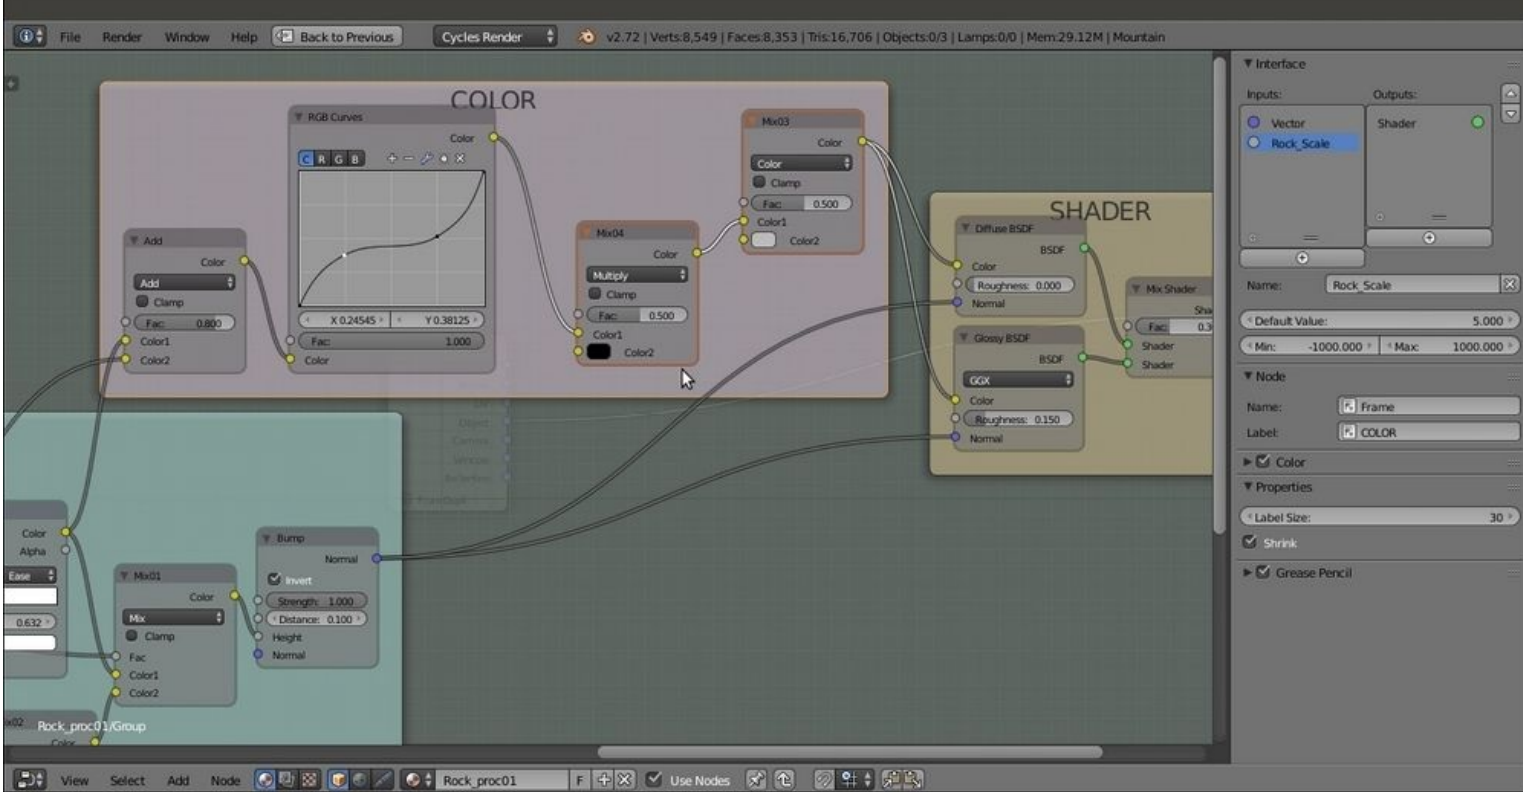 File Render Window Help Back to Previous Cycles Render v2.72 | Verts:8,549 | Faces:8,353 | Tris:16,706 | Objects:0/3 | Lamps:0/0 | Mem:29.12M | Mountain
COLOR
RGB Curves
Color
C R G B
X 0.24545 Y 0.38125
Fac: 1.000
Color
Add
Color
Add
Clamp
Fac: 0.800
Color1
Color2
Mix04
Color
Multiply
Clamp
Fac: 0.500
Color1
Color2
Mix03
Color
Color
Clamp
Fac: 0.500
Color1
Color2
SHADER
Diffuse BSDF
BSDF
Color
Roughness: 0.000
Normal
Glossy BSDF
BSDF
GGX
Color
Roughness: 0.150
Normal
Mix Shader
Fac: 0.3
Shader
Shader
Color
Alpha
Ease
0.632
Mix01
Color
Mix
Clamp
Fac
Color1
Color2
Bump
Normal
Invert
Strength: 1.000
Distance: 0.100
Height
Normal
Rock_proc01/Group
Color
Interface
Inputs: Outputs:
Vector Shader
Rock_Scale
Name: Rock_Scale
Default Value: 5.000
Min: -1000.000 Max: 1000.000
Node
Name: Frame
Label: COLOR
Color
Properties
Label Size: 30
Shrink
Grease Pencil
View Select Add Node Rock_proc01 F Use Nodes